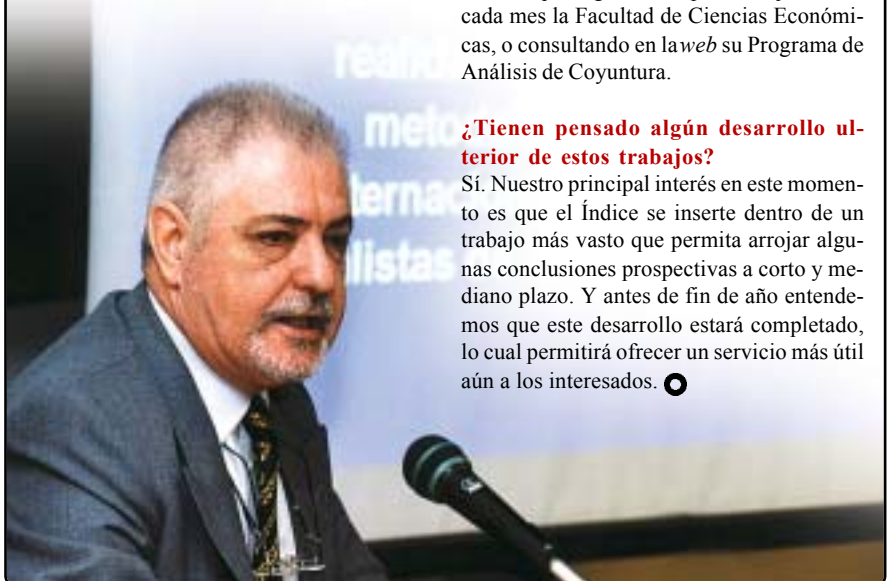 cada mes la Facultad de Ciencias Económi-
cas, o consultando en la web su Programa de
Análisis de Coyuntura.
¿Tienen pensado algún desarrollo ul-
terior de estos trabajos?
Sí. Nuestro principal interés en este momen-
to es que el Índice se inserte dentro de un
trabajo más vasto que permita arrojar algu-
nas conclusiones prospectivas a corto y me-
diano plazo. Y antes de fin de año entende-
mos que este desarrollo estará completado,
lo cual permitirá ofrecer un servicio más útil
aún a los interesados.